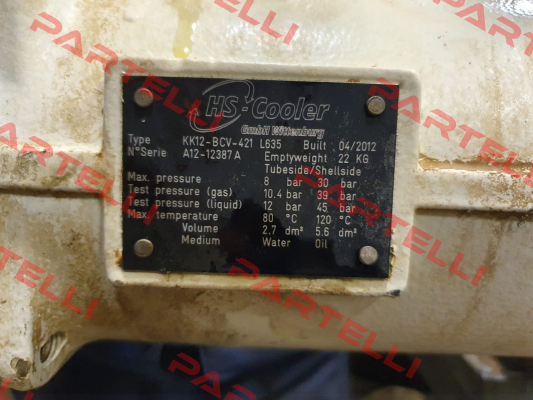 HS-Cooler
GmbH Wittenburg
Type KK12-BCV-421 L635 Built 04/2012
N°Serie A12-12387A Emptyweight 22 KG
Tubeside/Shellside
Max. pressure 8 bar 30 bar
Test pressure (gas) 10.4 bar 39 bar
Test pressure (liquid) 12 bar 45 bar
Max. temperature 80 °C 120 °C
Volume 2.7 dm³ 5.6 dm³
Medium Water Oil
PARTELLI
PARTELLI
PARTELLI
PARTELLI
PARTELLI
PARTELLI